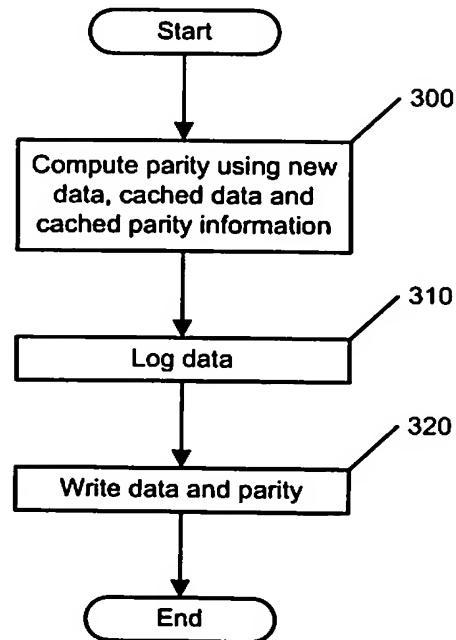 Start
300
Compute parity using new
data, cached data and
cached parity information
310
Log data
320
Write data and parity
End